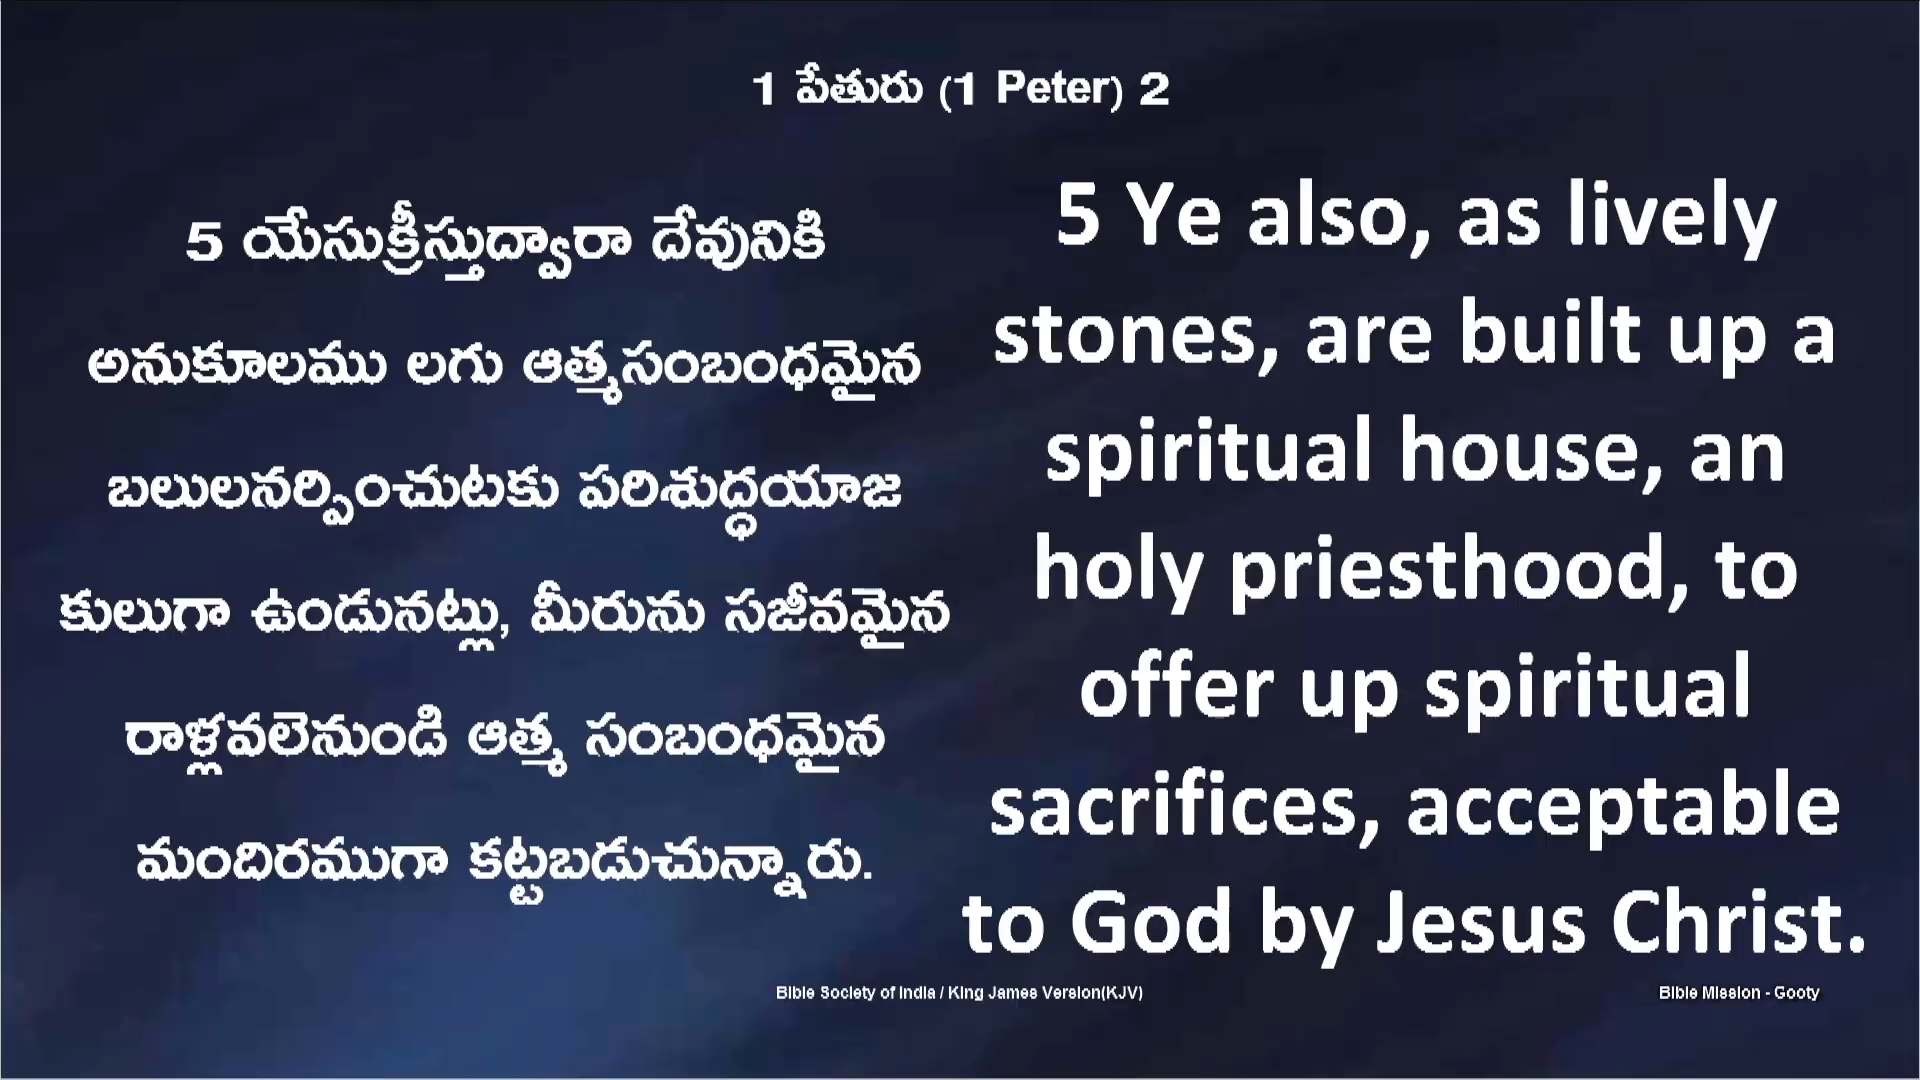 1 పేతురు (1 Peter) 2
5 యేసుక్రీస్తుద్వారా దేవునికి
అనుకూలము లగు ఆత్మసంబంధమైన
బలులనర్పించుటకు పరిశుద్ధయాజ
కులుగా ఉండునట్లు, మీరును సజీవమైన
రాళ్లవలెనుండి ఆత్మ సంబంధమైన
మందిరముగా కట్టబడుచున్నారు.
5 Ye also, as lively
stones, are built up a
spiritual house, an
holy priesthood, to
offer up spiritual
sacrifices, acceptable
to God by Jesus Christ.
Bible Society of India / King James Version(KJV)
Bible Mission - Gooty